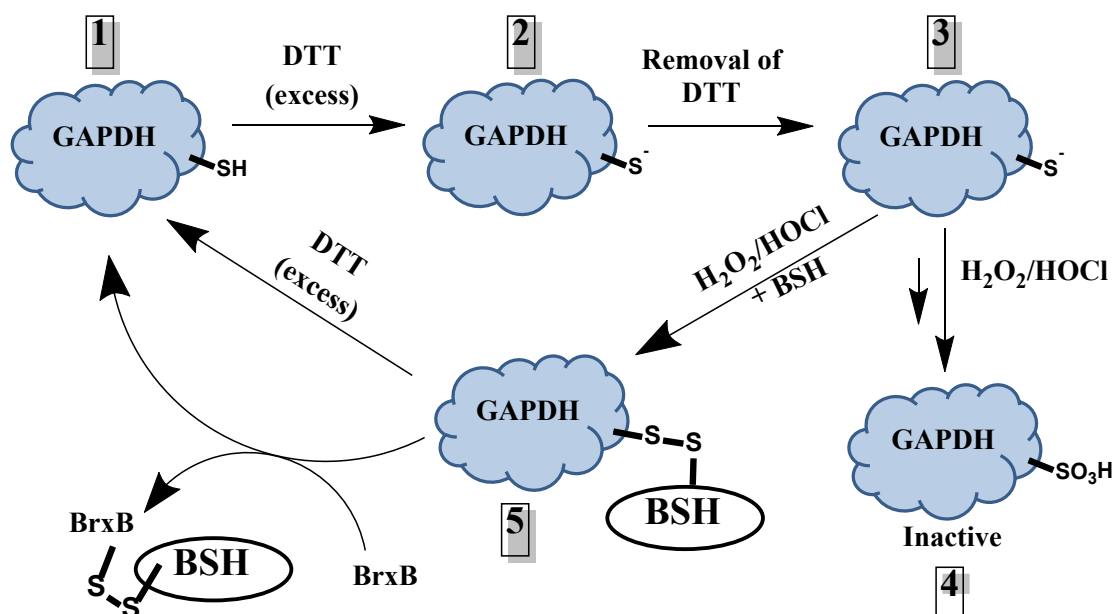 1
2
3
DTT
(excess)
Removal of
DTT
GAPDH
SH
GAPDH
S-
GAPDH
S-
DTT
(excess)
H₂O₂/HOCl
+ BSH
H₂O₂/HOCl
GAPDH
S
S
BSH
5
GAPDH
SO₃H
Inactive
4
BrxB
S
S
BSH
BrxB